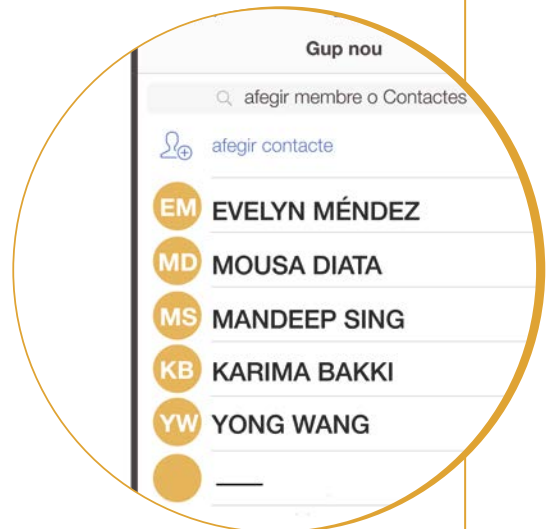 Gup nou
afegir membre o Contactes
afegir contacte
EM EVELYN MÉNDEZ
MD MOUSA DIATA
MS MANDEEP SING
KB KARIMA BAKKI
YW YONG WANG